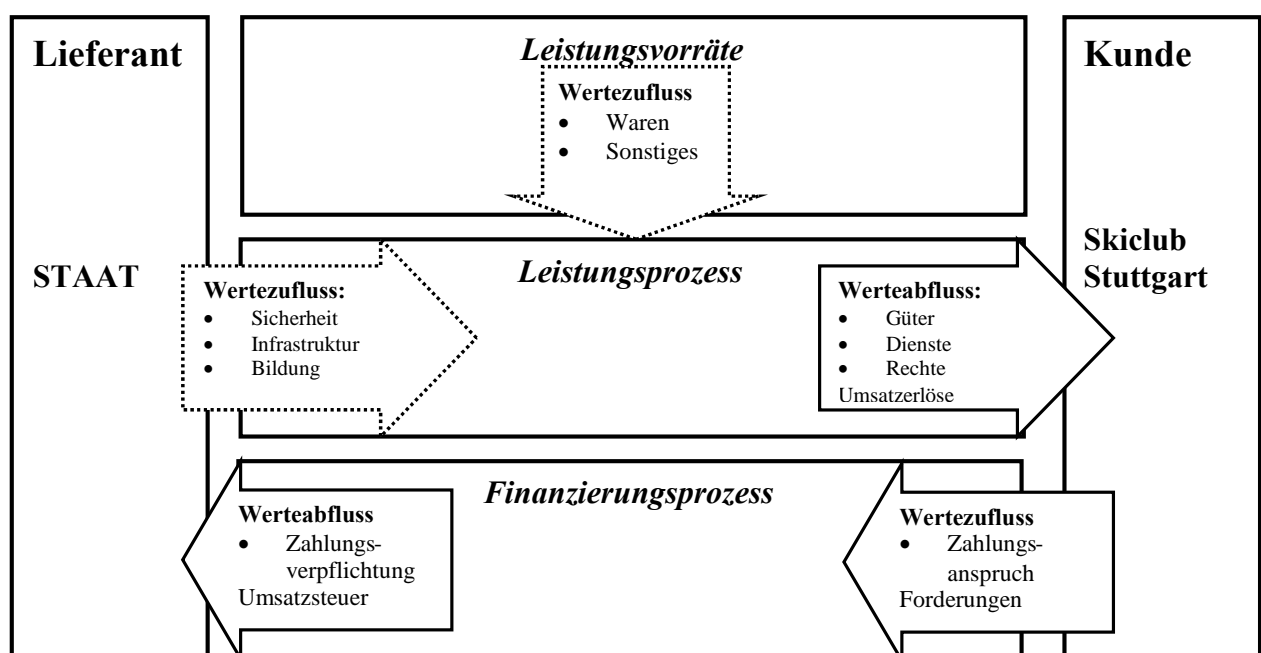 Lieferant
STAAT
Leistungsvorräte
Wertezufluss
• Waren
• Sonstiges
Leistungsprozess
Wertezufluss:
• Sicherheit
• Infrastruktur
• Bildung
Werteabfluss:
• Güter
• Dienste
• Rechte
Umsatzerlöse
Finanzierungsprozess
Werteabfluss
• Zahlungs-
verpflichtung
Umsatzsteuer
Wertezufluss
• Zahlungs-
anspruch
Forderungen
Kunde
Skiclub
Stuttgart